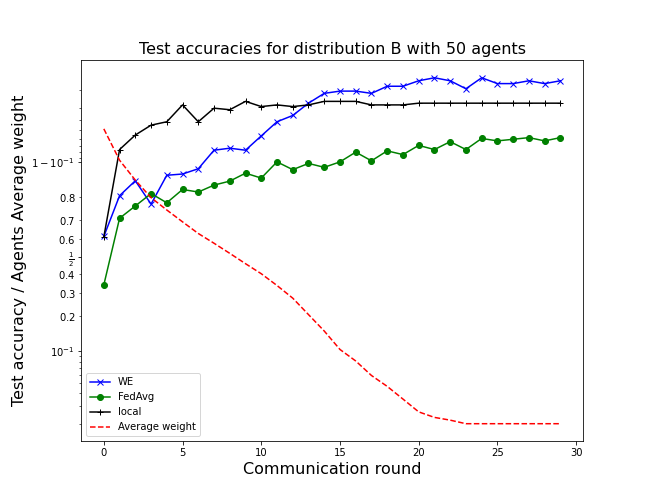 Test accuracies for distribution B with 50 agents
Test accuracy / Agents Average weight
1 − 10⁻¹
0.8
0.7
0.6
1/2
0.4
0.3
0.2
10⁻¹
WE
FedAvg
local
Average weight
0 5 10 15 20 25 30
Communication round